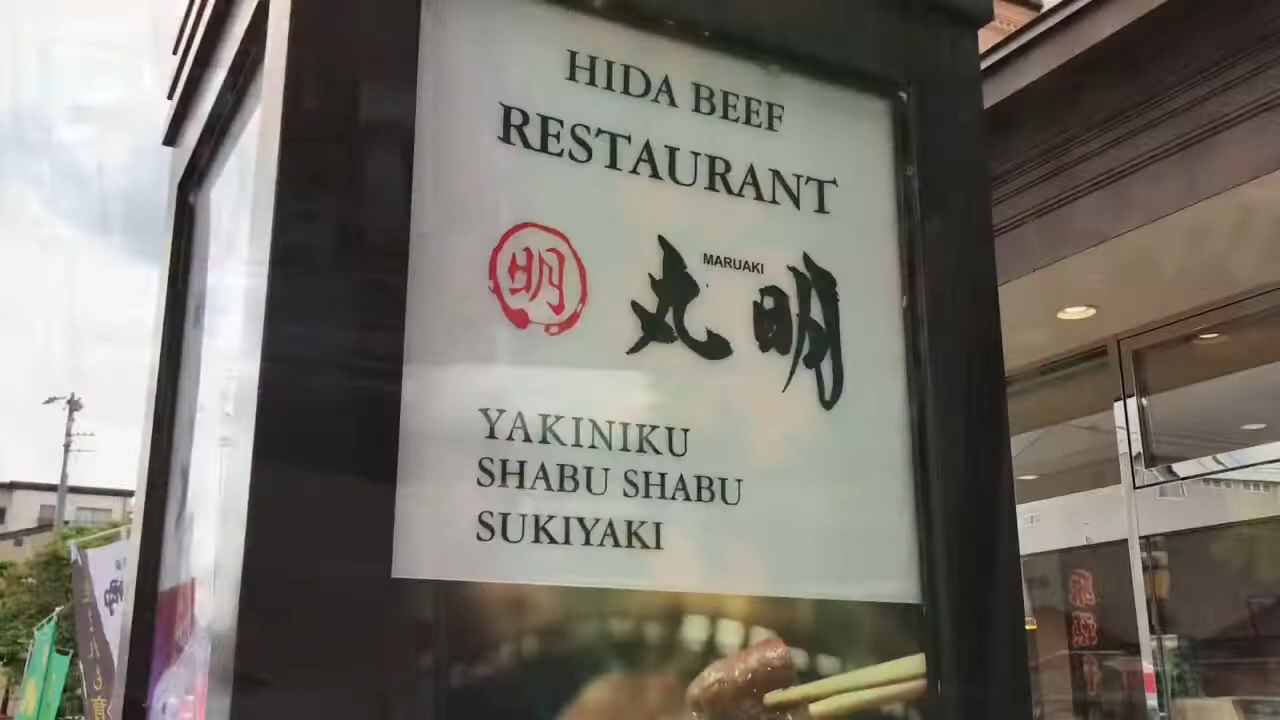 HIDA BEEF
RESTAURANT
明
丸明
MARUAKI
YAKINIKU
SHABU SHABU
SUKIYAKI